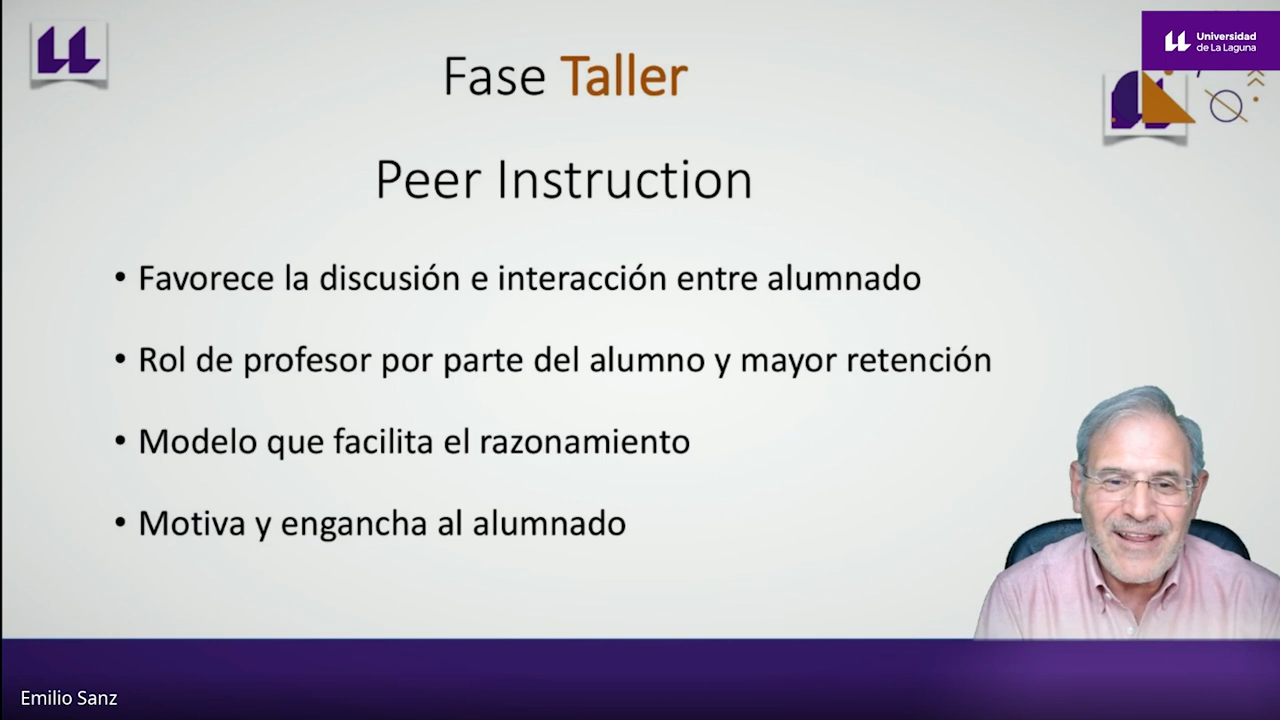 Universidad
de La Laguna
Fase Taller
Peer Instruction
• Favorece la discusión e interacción entre alumnado
• Rol de profesor por parte del alumno y mayor retención
• Modelo que facilita el razonamiento
• Motiva y engancha al alumnado
Emilio Sanz